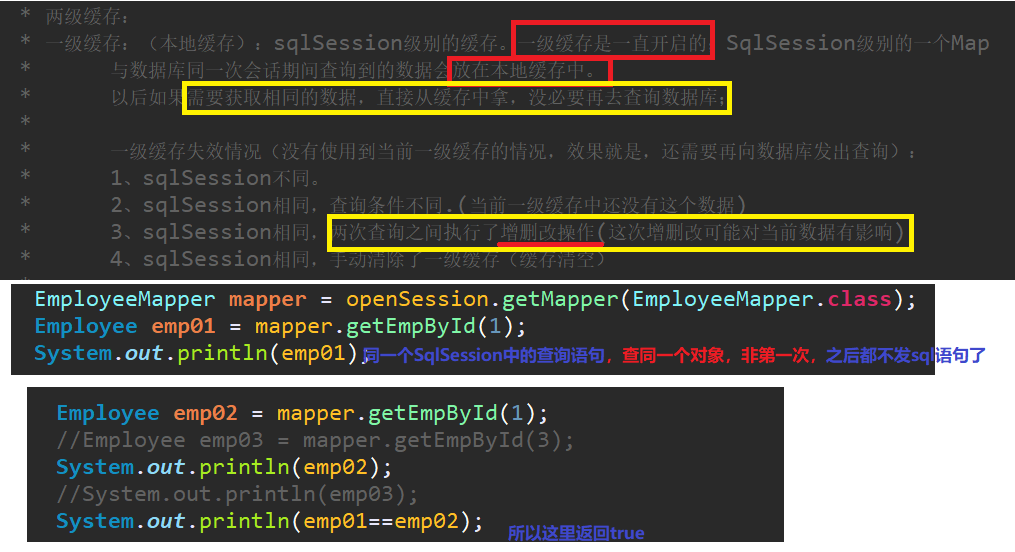 * 两级缓存：
* 一级缓存：（本地缓存）：sqlSession级别的缓存。一级缓存是一直开启的；SqlSession级别的一个Map
* 与数据库同一次会话期间查询到的数据会放在本地缓存中。
* 以后如果需要获取相同的数据，直接从缓存中拿，没必要再去查询数据库；
*
* 一级缓存失效情况（没有使用到当前一级缓存的情况，效果就是，还需要再向数据库发出查询）：
* 1、sqlSession不同。
* 2、sqlSession相同，查询条件不同.(当前一级缓存中还没有这个数据)
* 3、sqlSession相同，两次查询之间执行了增删改操作(这次增删改可能对当前数据有影响)
* 4、sqlSession相同，手动清除了一级缓存（缓存清空）
*
EmployeeMapper mapper = openSession.getMapper(EmployeeMapper.class);
Employee emp01 = mapper.getEmpById(1);
System.out.println(emp01);同一个SqlSession中的查询语句，查同一个对象，非第一次，之后都不发sql语句了
Employee emp02 = mapper.getEmpById(1);
//Employee emp03 = mapper.getEmpById(3);
System.out.println(emp02);
//System.out.println(emp03);
System.out.println(emp01==emp02);
所以这里返回true